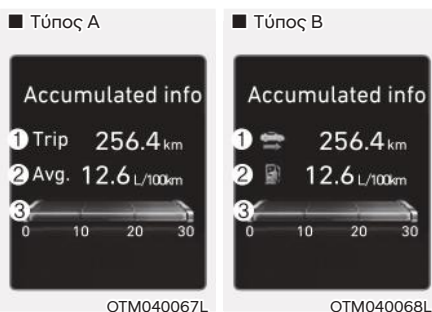 ■ Τύπος A
Accumulated info
① Trip 256.4 km
② Avg. 12.6 L/100km
③
0 10 20 30
OTM040067L
■ Τύπος B
Accumulated info
① 256.4 km
② 12.6 L/100km
③
0 10 20 30
OTM040068L